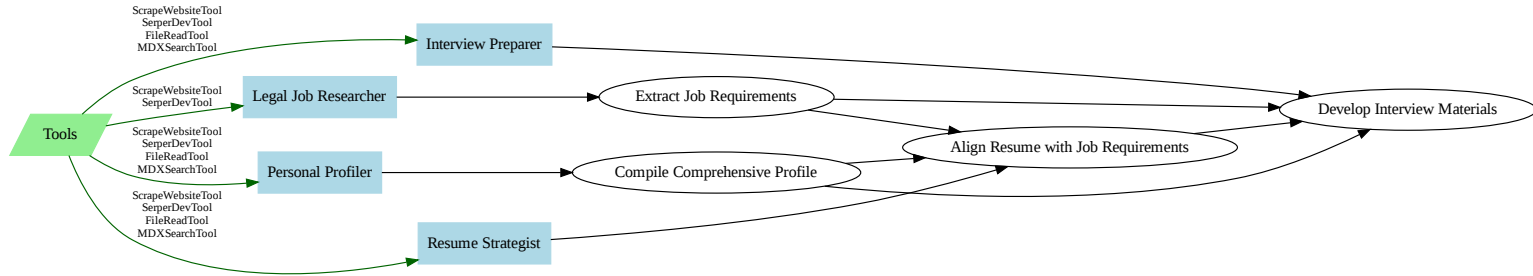 ScrapeWebsiteTool
SerperDevTool
FileReadTool
MDXSearchTool
Interview Preparer
ScrapeWebsiteTool
SerperDevTool
Legal Job Researcher
Extract Job Requirements
Develop Interview Materials
Tools
ScrapeWebsiteTool
SerperDevTool
FileReadTool
MDXSearchTool
Align Resume with Job Requirements
Personal Profiler
Compile Comprehensive Profile
ScrapeWebsiteTool
SerperDevTool
FileReadTool
MDXSearchTool
Resume Strategist